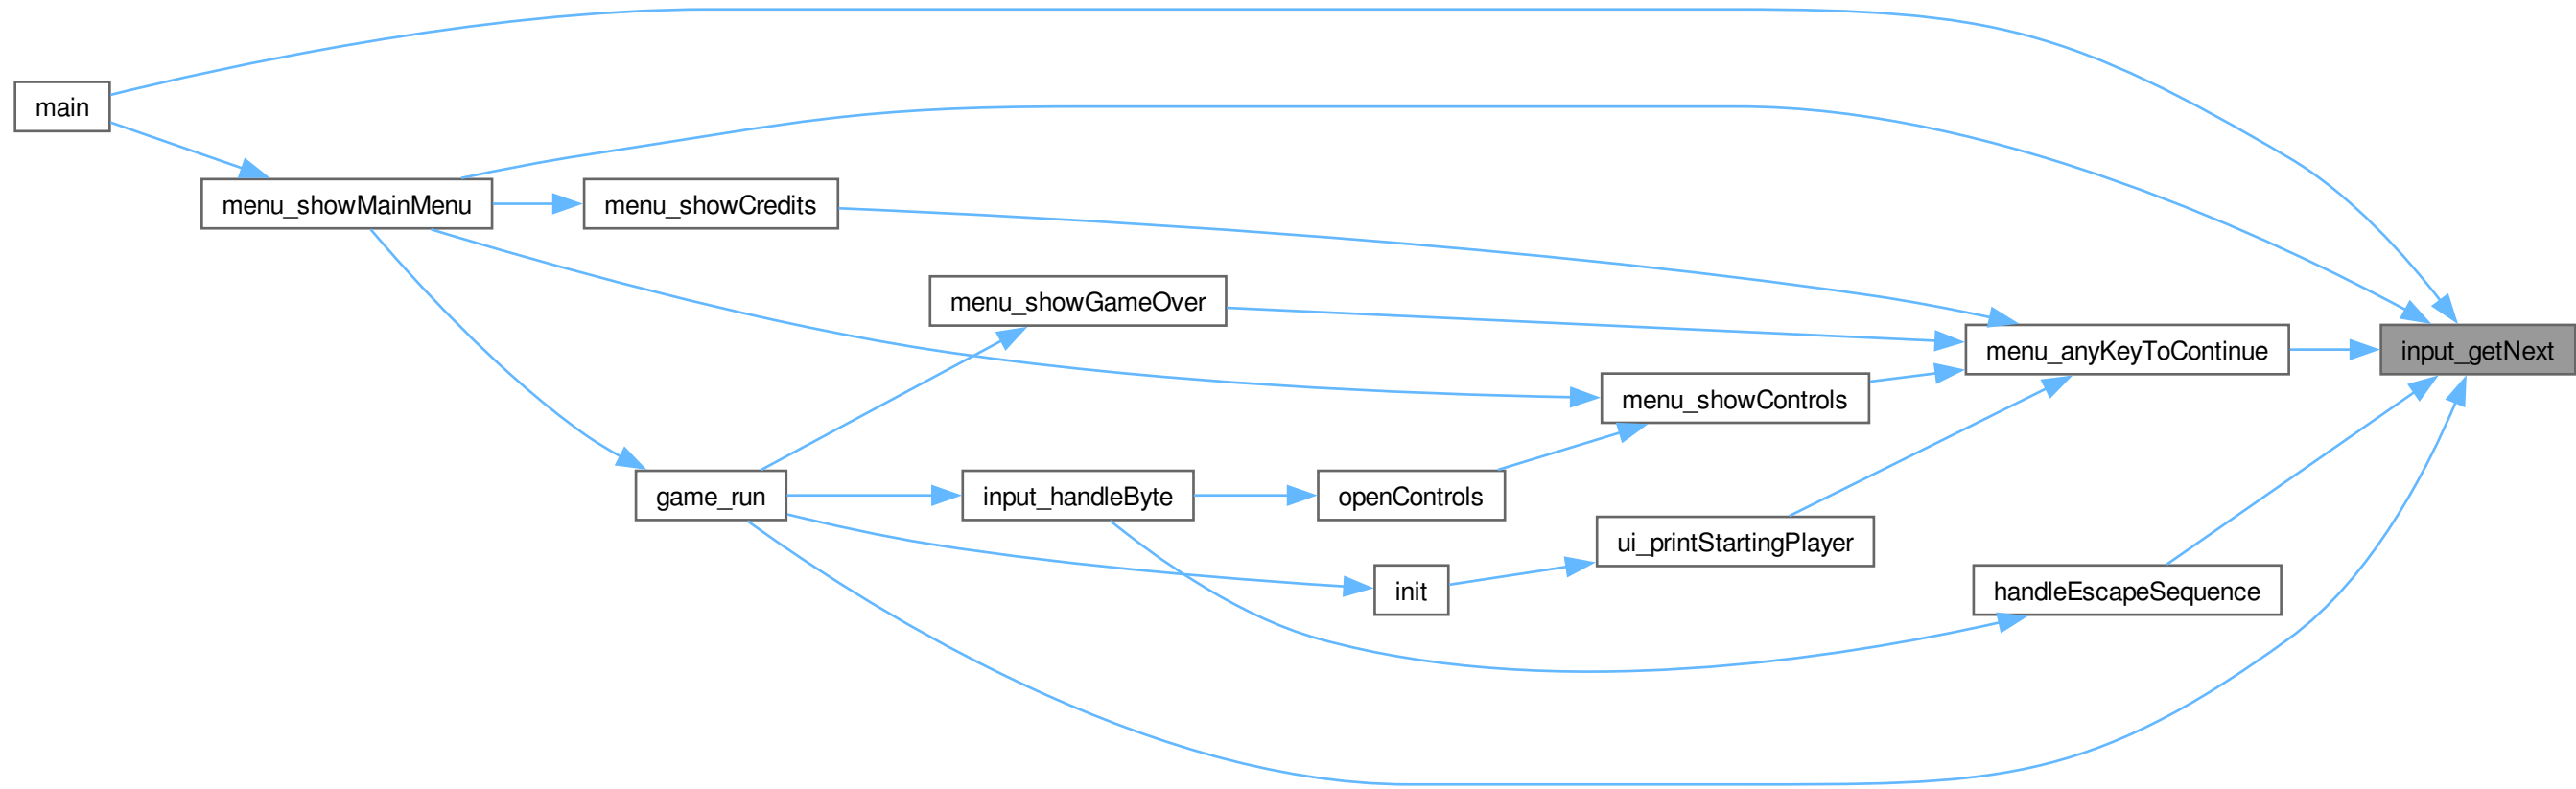 main
menu_showMainMenu
menu_showCredits
menu_showGameOver
menu_anyKeyToContinue
input_getNext
menu_showControls
game_run
input_handleByte
openControls
ui_printStartingPlayer
init
handleEscapeSequence